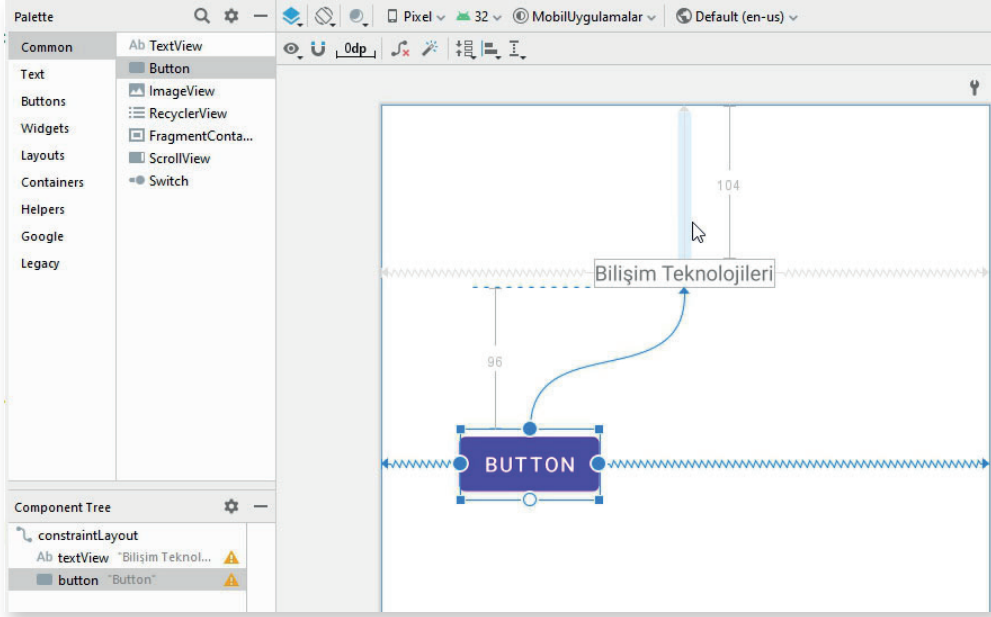 Palette
Common
Text
Buttons
Widgets
Layouts
Containers
Helpers
Google
Legacy
Ab TextView
Button
ImageView
RecyclerView
FragmentConta...
ScrollView
Switch
Pixel 32 MobilUygulamalar Default (en-us)
0dp
104
Bilişim Teknolojileri
96
BUTTON
Component Tree
constraintLayout
Ab textView "Bilişim Teknol...
button "Button"